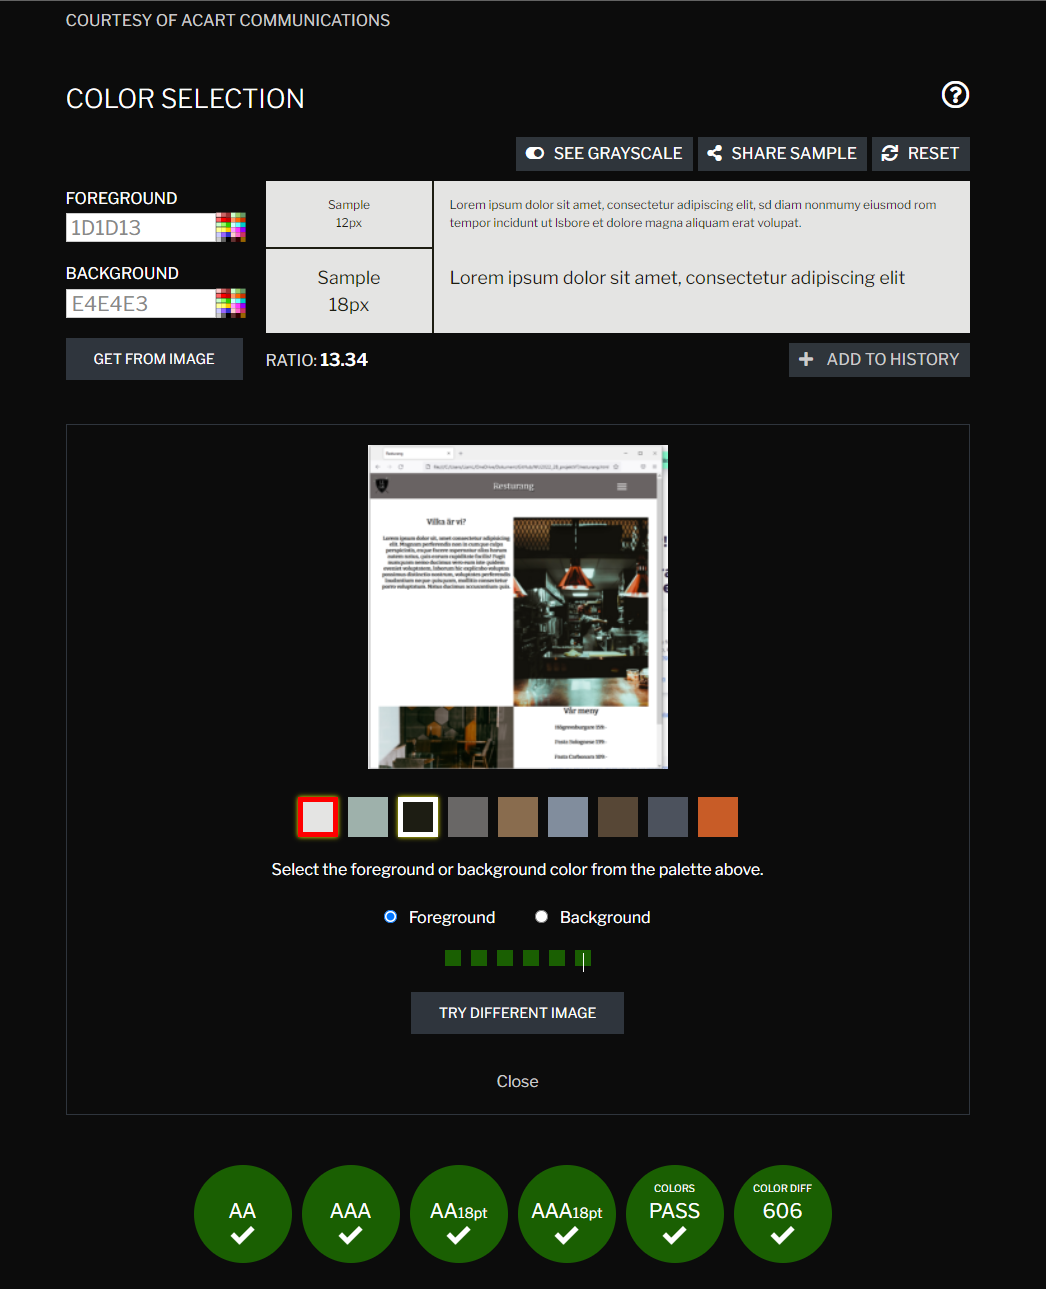 COURTESY OF ACART COMMUNICATIONS
COLOR SELECTION
SEE GRAYSCALE
SHARE SAMPLE
RESET
FOREGROUND
1D1D13
BACKGROUND
E4E4E3
GET FROM IMAGE
Sample
12px
Lorem ipsum dolor sit amet, consectetur adipiscing elit, sd diam nonmumy eiusmod rom
tempor incidunt ut lsbore et dolore magna aliquam erat volupat.
Sample
18px
Lorem ipsum dolor sit amet, consectetur adipiscing elit
RATIO: 13.34
ADD TO HISTORY
Resturang
Resturang
Vilka är vi?
Vår meny
Select the foreground or background color from the palette above.
Foreground
Background
TRY DIFFERENT IMAGE
Close
AA
AAA
AA18pt
AAA18pt
COLORS
PASS
COLOR DIFF
606